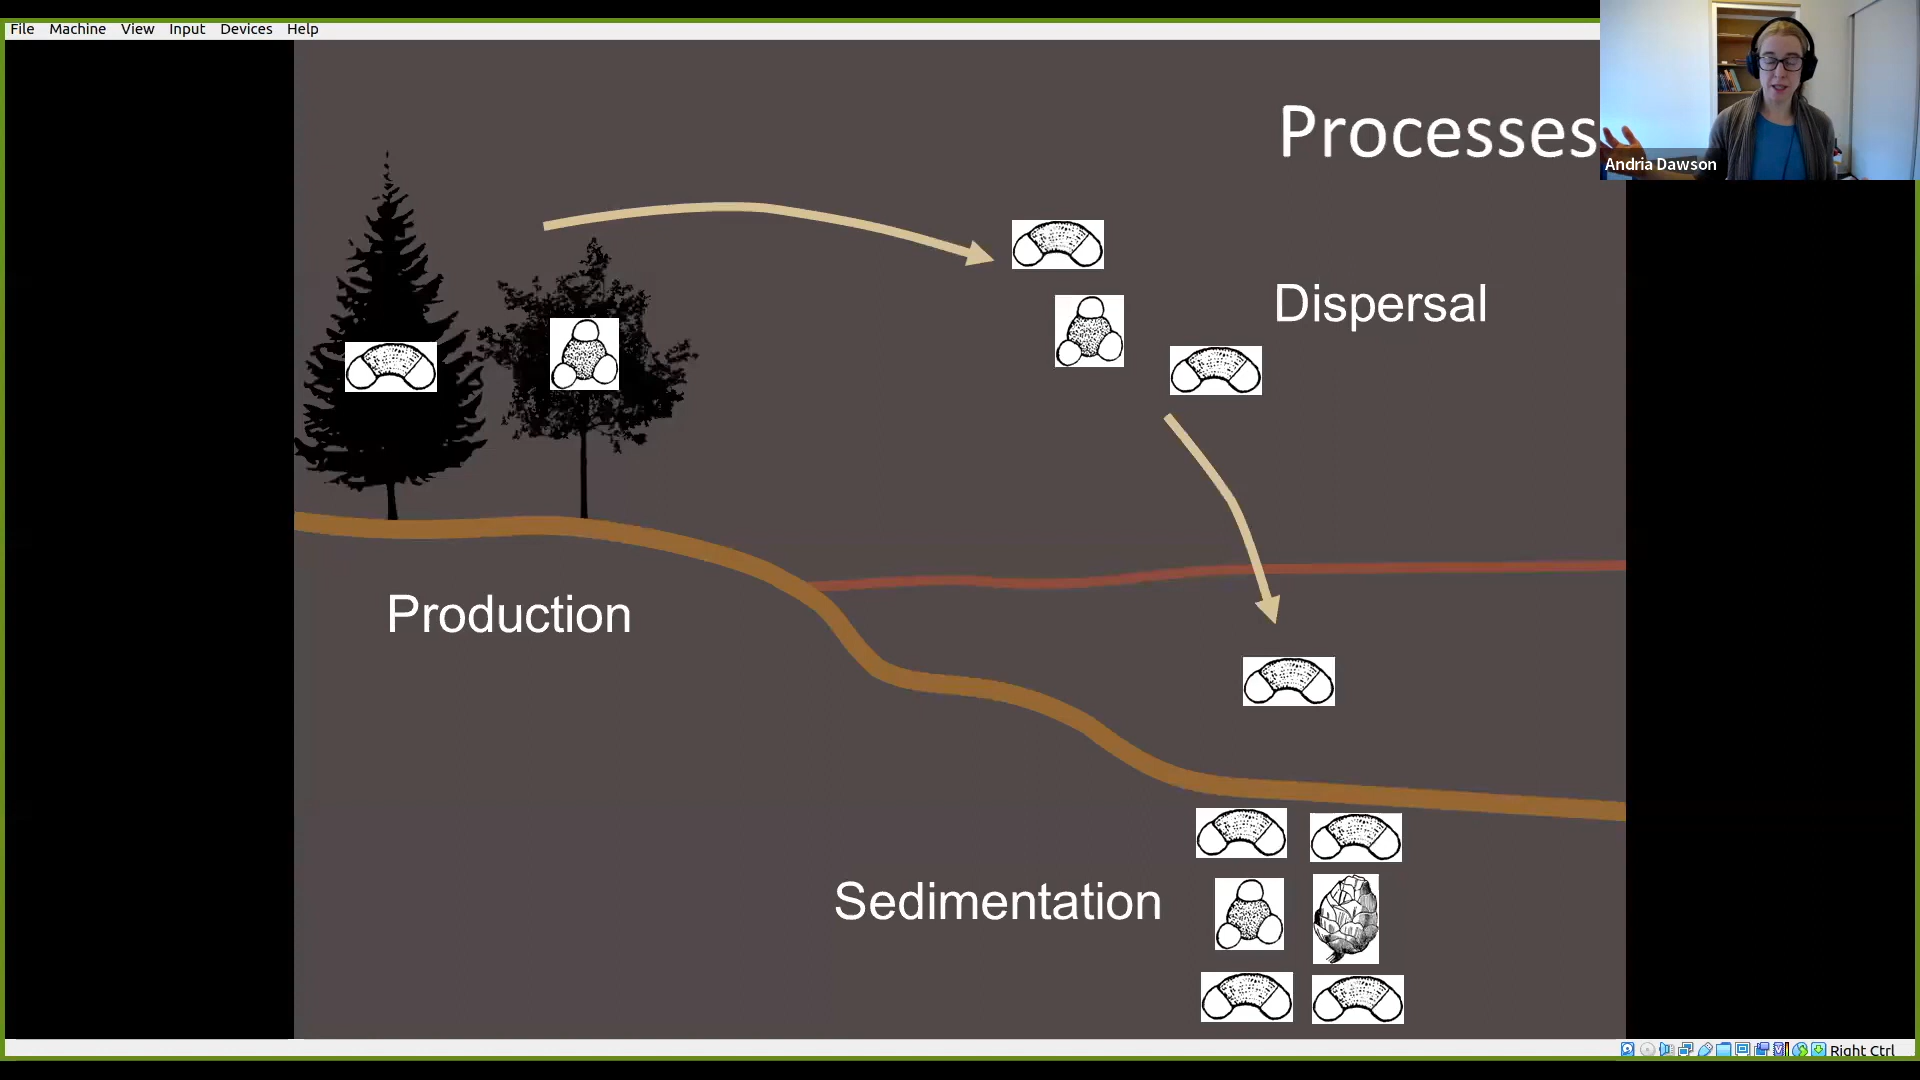 File Machine View Input Devices Help
Processes
Andria Dawson
Dispersal
Production
Sedimentation
Right Ctrl